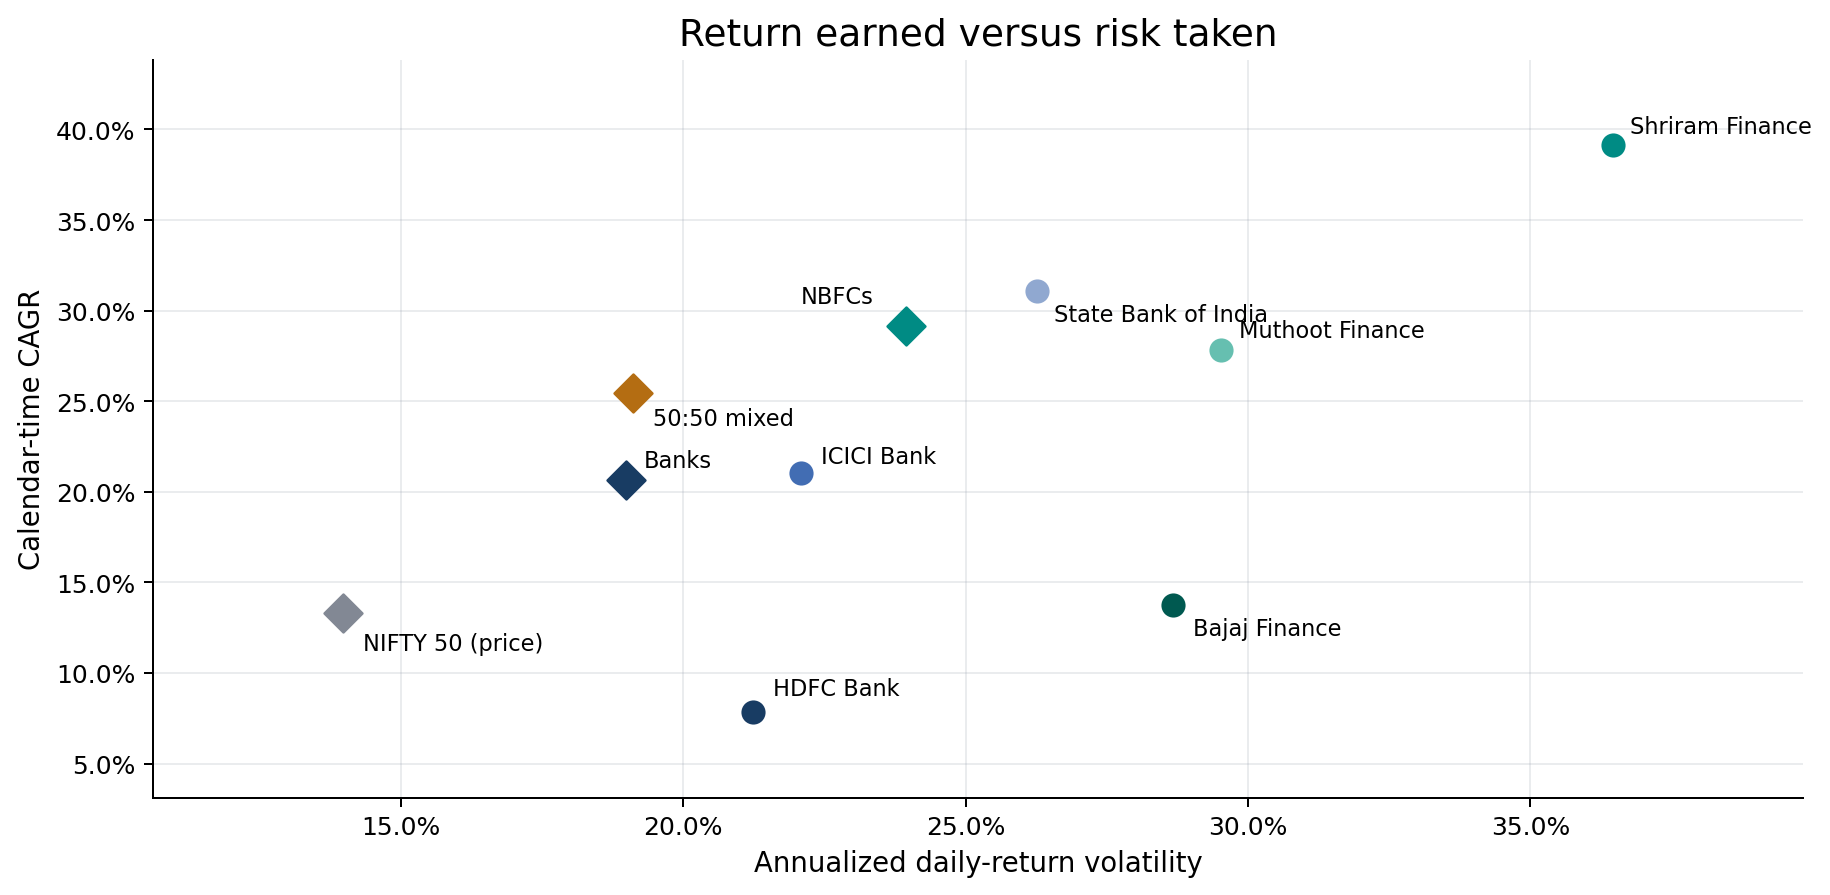 Return earned versus risk taken
Calendar-time CAGR
40.0%
35.0%
30.0%
25.0%
20.0%
15.0%
10.0%
5.0%
Shriram Finance
NBFCs
State Bank of India
Muthoot Finance
50:50 mixed
ICICI Bank
Banks
Bajaj Finance
NIFTY 50 (price)
HDFC Bank
15.0%
20.0%
25.0%
30.0%
35.0%
Annualized daily-return volatility